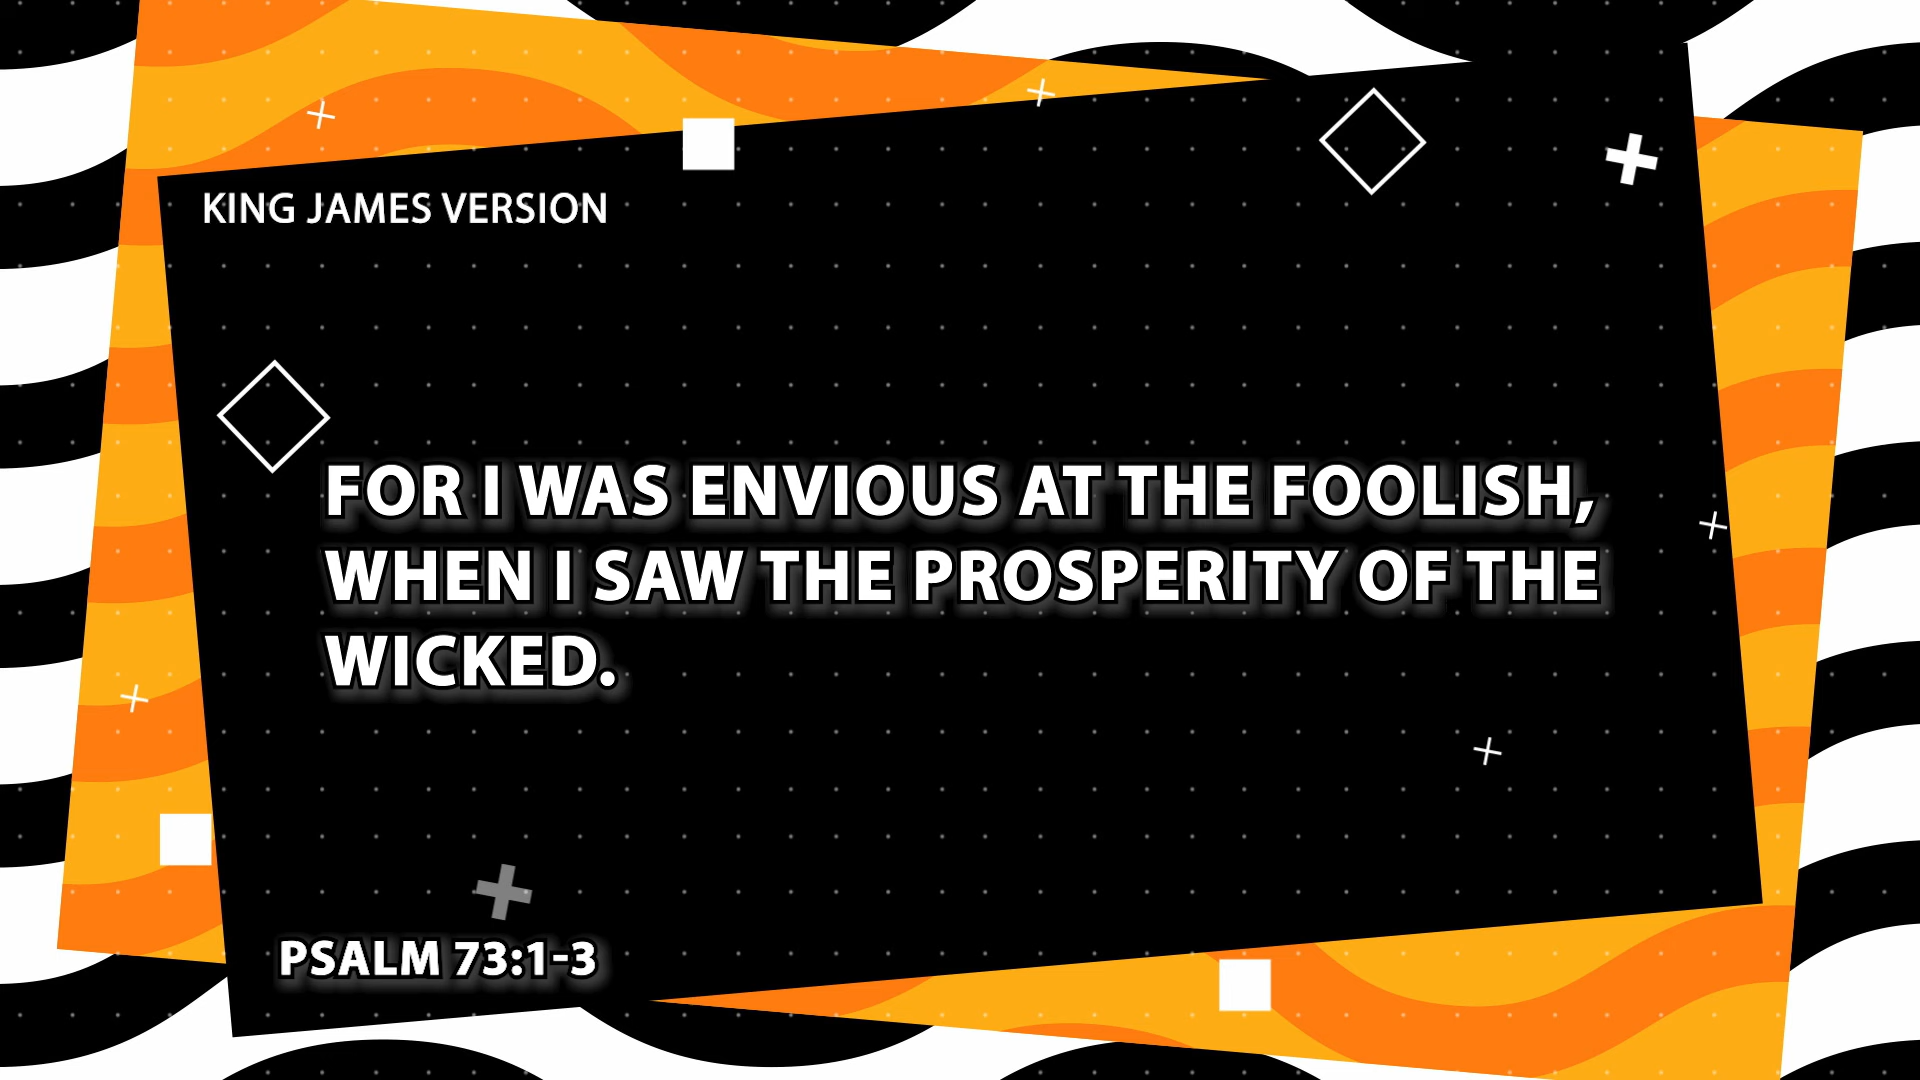 KING JAMES VERSION
FOR I WAS ENVIOUS AT THE FOOLISH,
WHEN I SAW THE PROSPERITY OF THE
WICKED.
PSALM 73:1-3